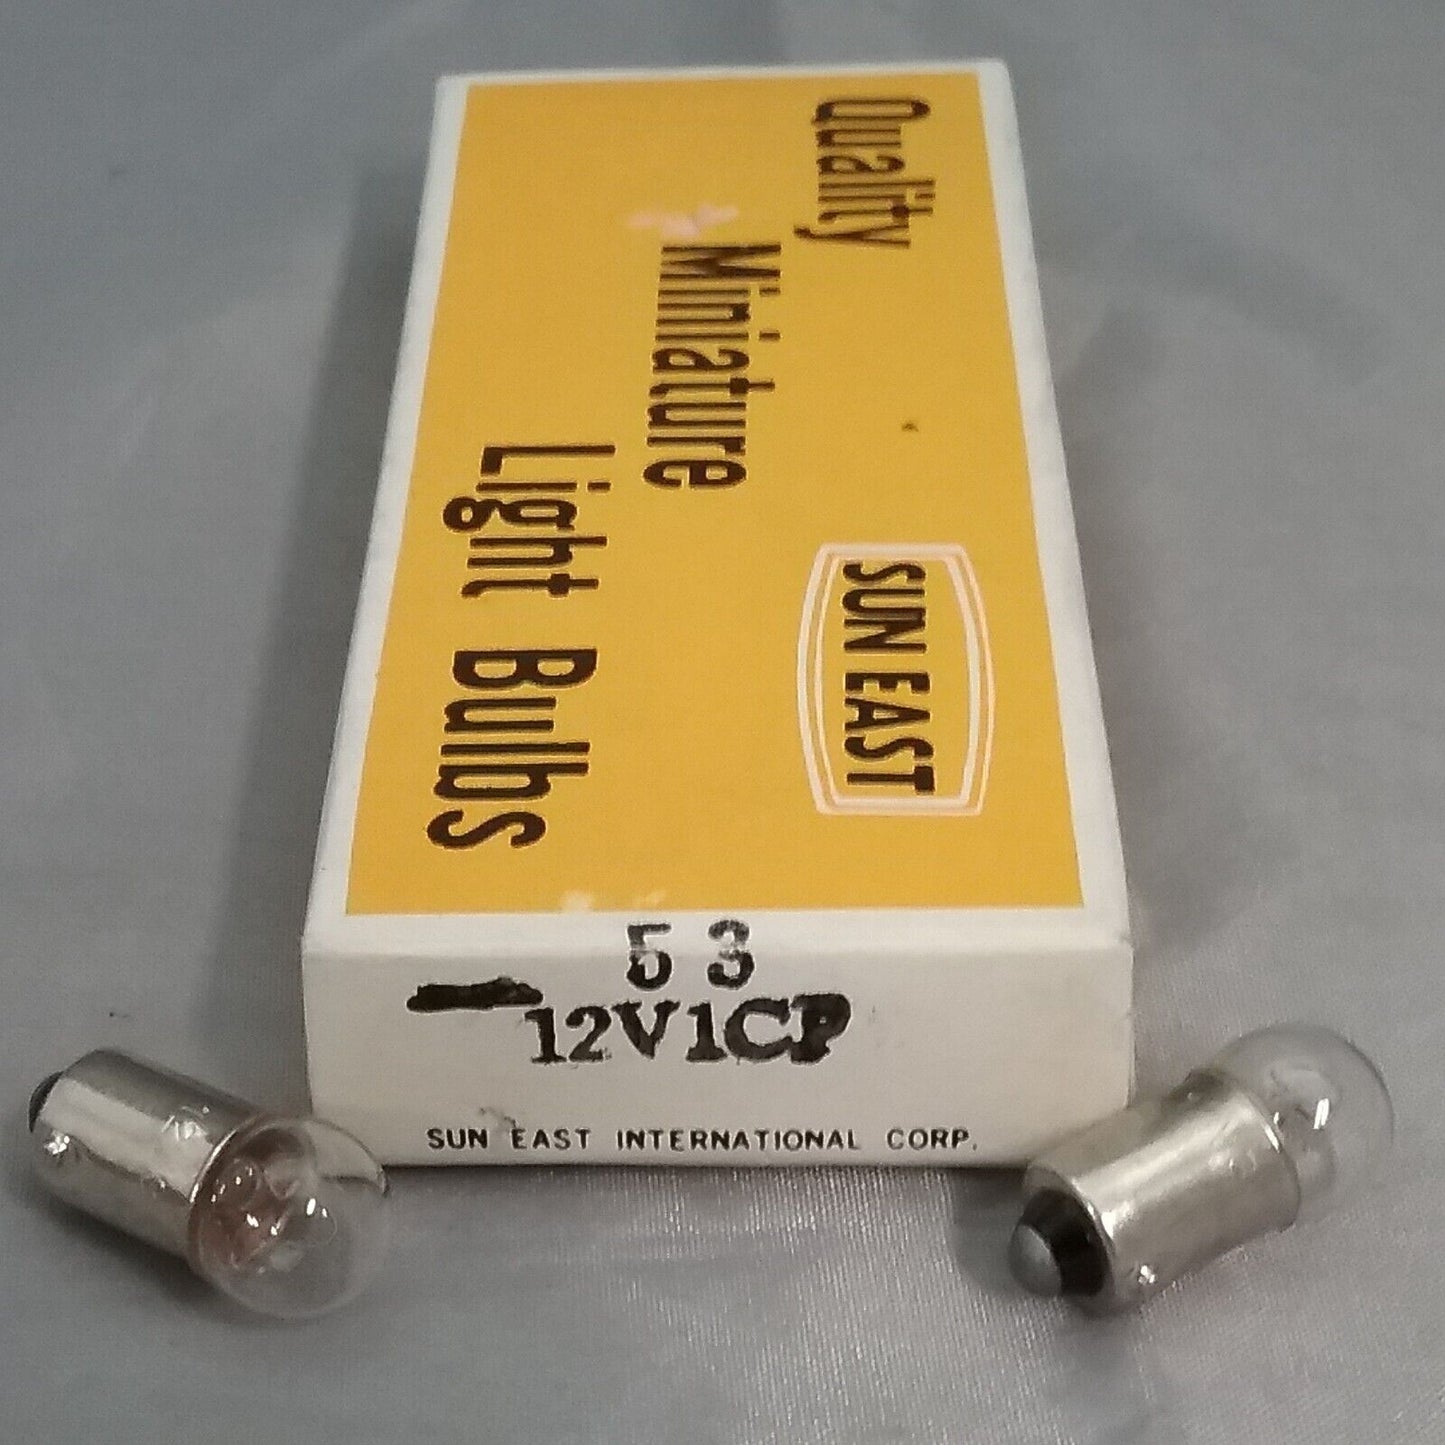 Quality
Miniature
Light Bulbs
SUN EAST
53
12V1CP
SUN EAST INTERNATIONAL CORP.